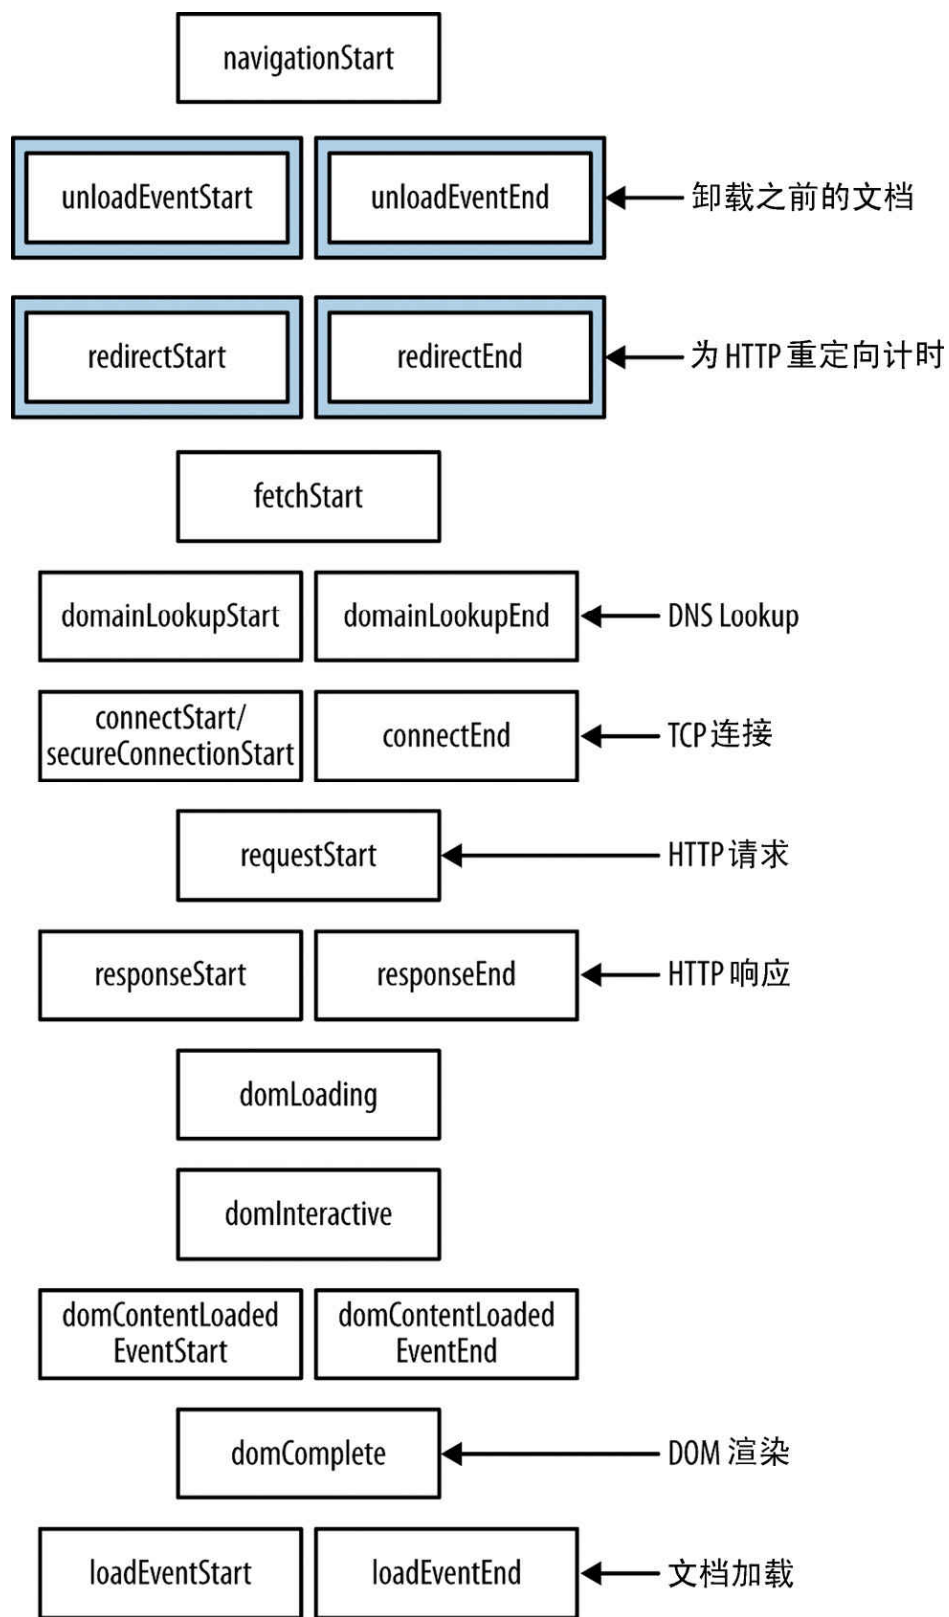 navigationStart
unloadEventStart unloadEventEnd 卸载之前的文档
redirectStart redirectEnd 为 HTTP 重定向计时
fetchStart
domainLookupStart domainLookupEnd DNS Lookup
connectStart/
secureConnectionStart connectEnd TCP 连接
requestStart HTTP 请求
responseStart responseEnd HTTP 响应
domLoading
domInteractive
domContentLoaded domContentLoaded
EventStart EventEnd
domComplete DOM 渲染
loadEventStart loadEventEnd 文档加载